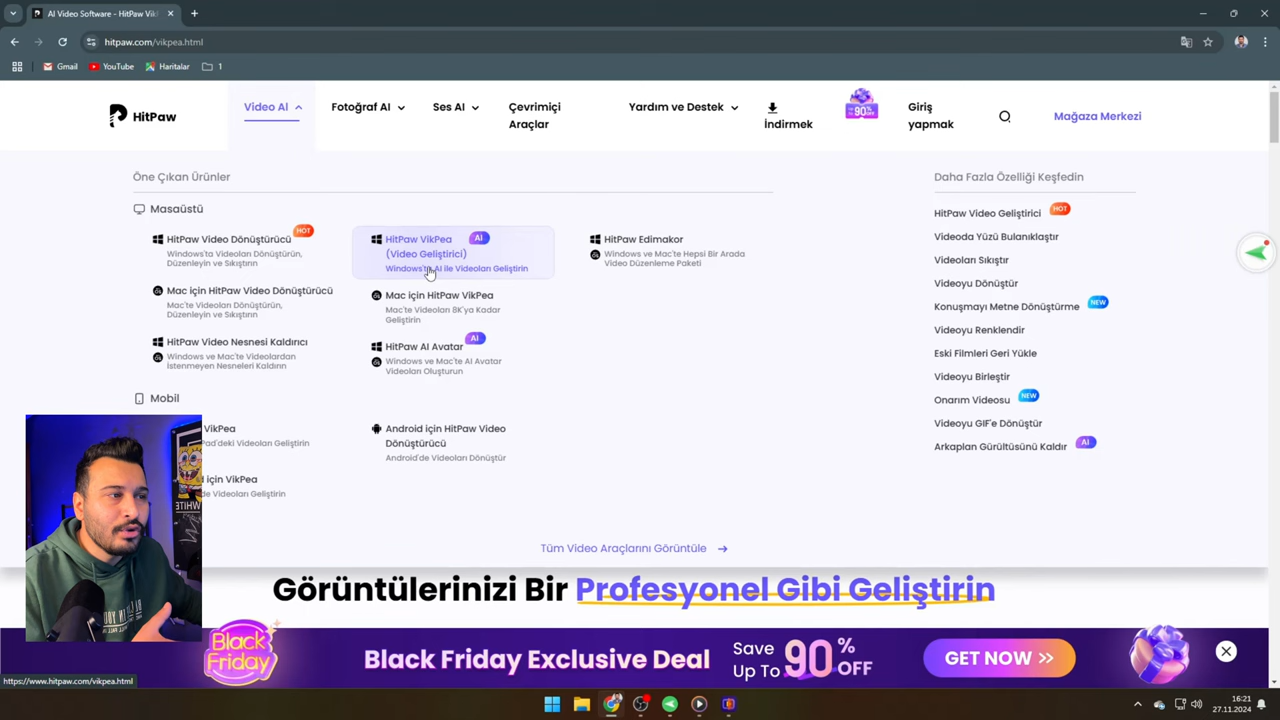 AI Video Software - HitPaw Vik
hitpaw.com/vikpea.html
Gmail
YouTube
Haritalar
1
HitPaw
Video AI
Fotoğraf AI
Ses AI
Çevrimiçi
Araçlar
Yardım ve Destek
İndirmek
90%
Giriş
yapmak
Mağaza Merkezi
Öne Çıkan Ürünler
Masaüstü
HitPaw Video Dönüştürücü
HOT
Windows'ta Videoları Dönüştürün,
Düzenleyin ve Sıkıştırın
Mac için HitPaw Video Dönüştürücü
Mac'te Videoları Dönüştürün,
Düzenleyin ve Sıkıştırın
HitPaw Video Nesnesi Kaldırıcı
Windows ve Mac'te Videolardan
İstenmeyen Nesneleri Kaldırın
HitPaw VikPea
AI
(Video Geliştirici)
Windows'ta AI ile Videoları Geliştirin
Mac için HitPaw VikPea
Mac'te Videoları 8K'ya Kadar
Geliştirin
HitPaw AI Avatar
AI
Windows ve Mac'te AI Avatar
Videoları Oluşturun
HitPaw Edimakor
Windows ve Mac'te Hepsi Bir Arada
Video Düzenleme Paketi
Mobil
VikPea
Pad'deki Videoları Geliştirin
için VikPea
de Videoları Geliştirin
Android için HitPaw Video
Dönüştürücü
Android'de Videoları Dönüştür
Daha Fazla Özelliği Keşfedin
HitPaw Video Geliştirici
HOT
Videoda Yüzü Bulanıklaştır
Videoları Sıkıştır
Videoyu Dönüştür
Konuşmayı Metne Dönüştürme
NEW
Videoyu Renklendir
Eski Filmleri Geri Yükle
Videoyu Birleştir
Onarım Videosu
NEW
Videoyu GIF'e Dönüştür
Arkaplan Gürültüsünü Kaldır
AI
Tüm Video Araçlarını Görüntüle
Görüntülerinizi Bir Profesyonel Gibi Geliştirin
Black
Friday
Black Friday Exclusive Deal
Save
Up To
90% OFF
GET NOW >>
https://www.hitpaw.com/vikpea.html
16:21
27.11.2024